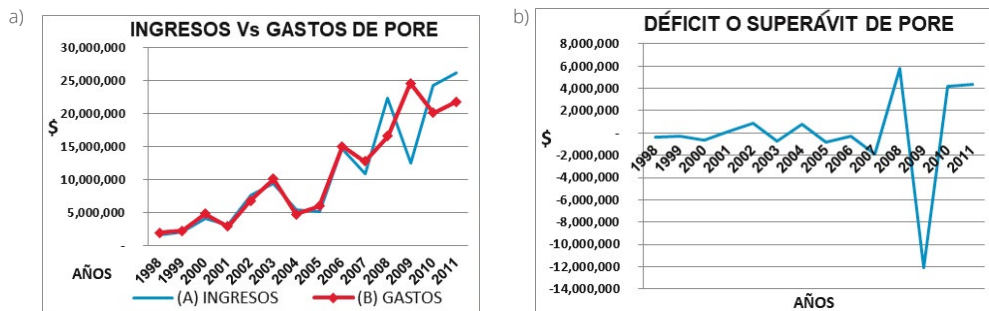 a)
INGRESOS Vs GASTOS DE PORE
30,000,000
25,000,000
20,000,000
$
15,000,000
10,000,000
5,000,000
-
1998 1999 2000 2001 2002 2003 2004 2005 2006 2007 2008 2009 2010 2011
AÑOS
(A) INGRESOS (B) GASTOS
b)
DÉFICIT O SUPERÁVIT DE PORE
8,000,000
6,000,000
4,000,000
2,000,000
$
-
-2,000,000
-4,000,000
-6,000,000
-8,000,000
-10,000,000
-12,000,000
-14,000,000
1998 1999 2000 2001 2002 2003 2004 2005 2006 2007 2008 2009 2010 2011
AÑOS